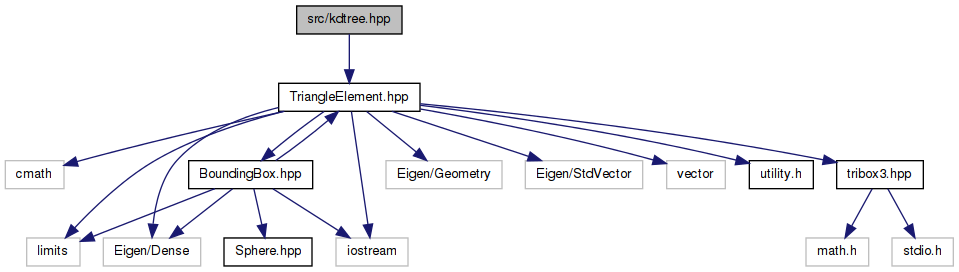 src/kdtree.hpp
TriangleElement.hpp
cmath
BoundingBox.hpp
Eigen/Geometry
Eigen/StdVector
vector
utility.h
tribox3.hpp
limits
Eigen/Dense
Sphere.hpp
iostream
math.h
stdio.h